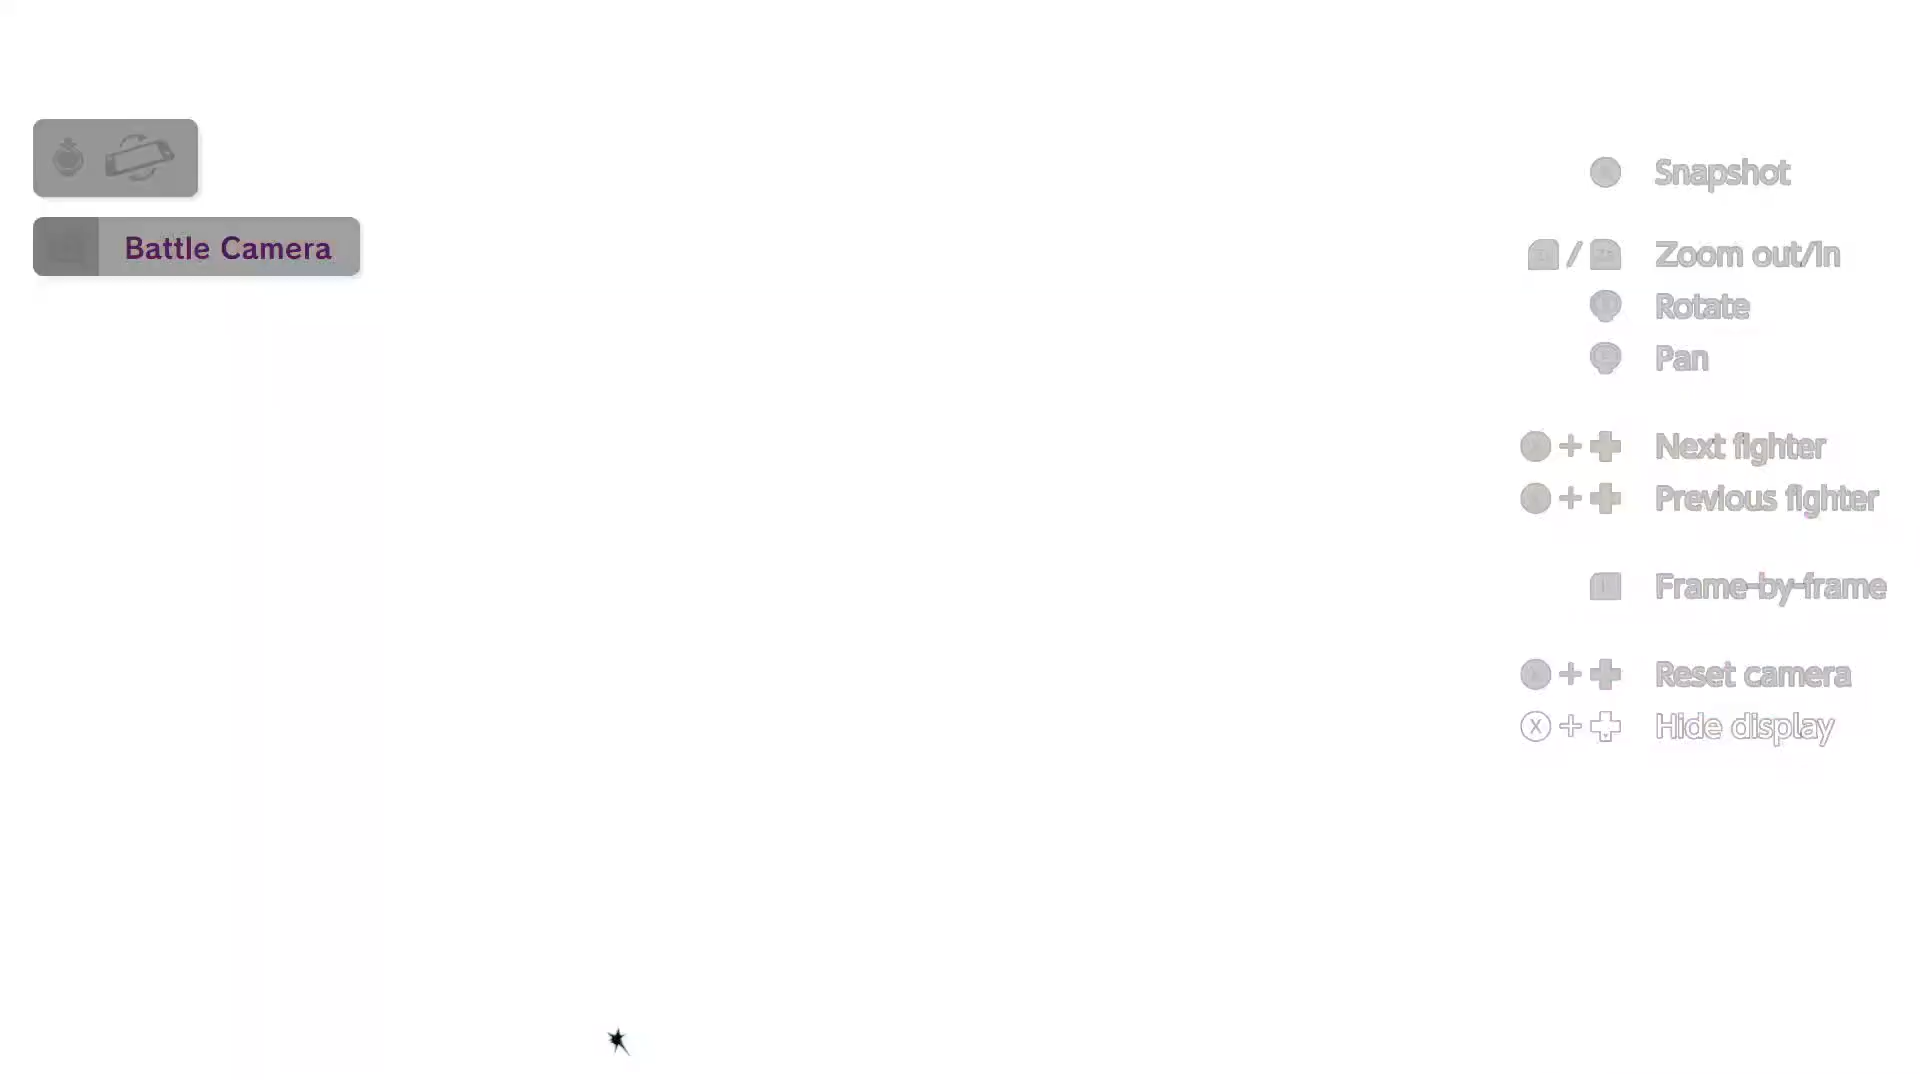 Battle Camera
Snapshot
/ Zoom out/in
Rotate
Pan
+ Next fighter
+ Previous fighter
Frame-by-frame
+ Reset camera
X + Hide display